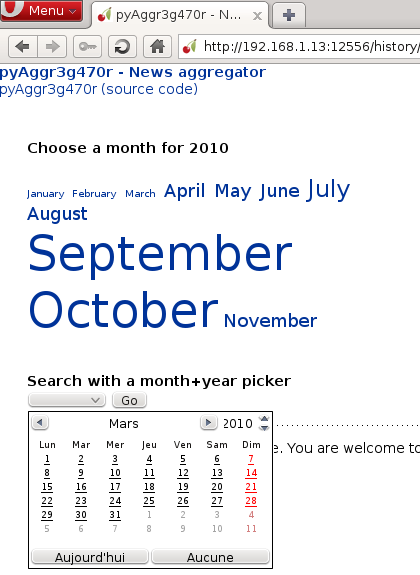 Menu
pyAggr3g470r - N...
http://192.168.1.13:12556/history/
pyAggr3g470r - News aggregator
pyAggr3g470r (source code)
Choose a month for 2010
January February March April May June July
August
September
October November
Search with a month+year picker
Go
Mars 2010
e. You are welcome to
Lun Mar Mer Jeu Ven Sam Dim
1 2 3 4 5 6 7
8 9 10 11 12 13 14
15 16 17 18 19 20 21
22 23 24 25 26 27 28
29 30 31 1 2 3 4
5 6 7 8 9 10 11
Aujourd'hui Aucune